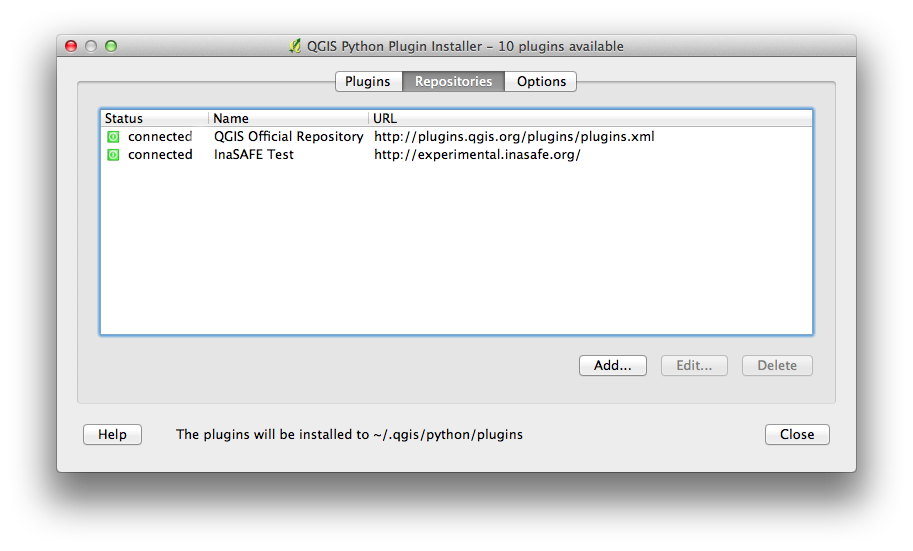 QGIS Python Plugin Installer – 10 plugins available
Plugins Repositories Options
Status Name URL
connected QGIS Official Repository http://plugins.qgis.org/plugins/plugins.xml
connected InaSAFE Test http://experimental.inasafe.org/
Add... Edit... Delete
Help The plugins will be installed to ~/.qgis/python/plugins Close